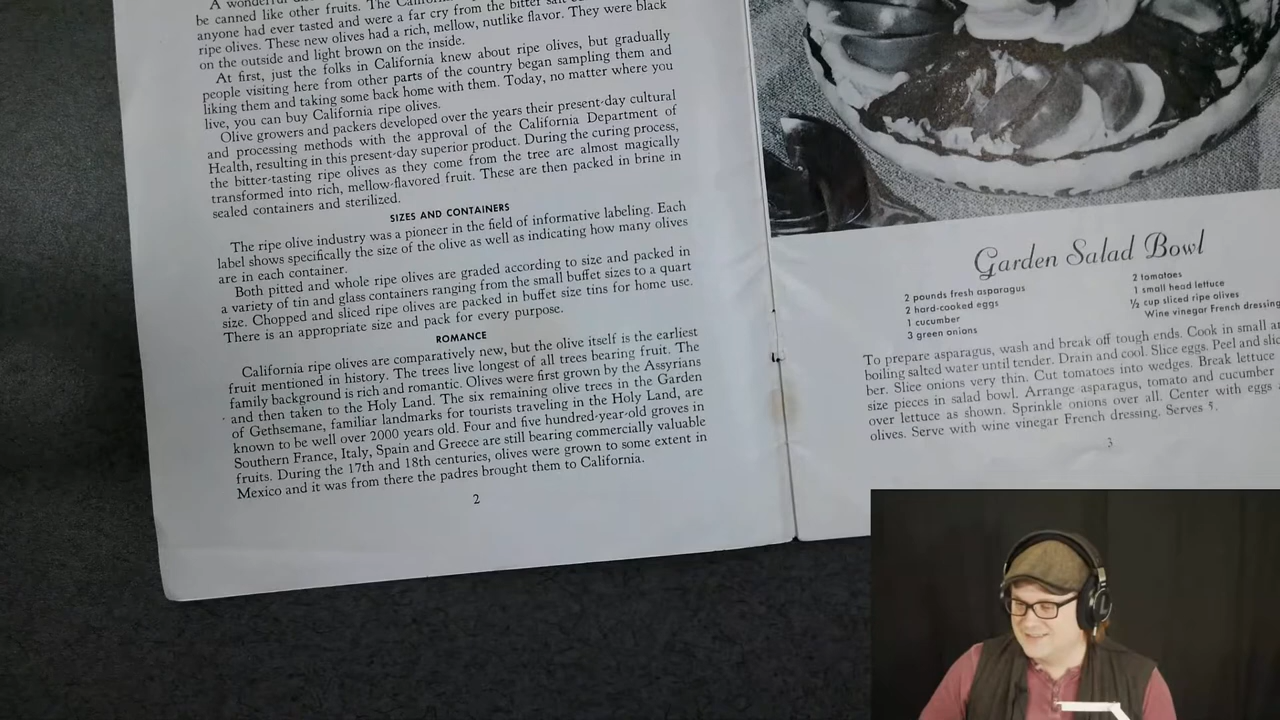 A wonderful
be canned like other fruits. The
anyone had ever tasted and were a far cry from the bitter salt
ripe olives. These new olives had a rich, mellow, nutlike flavor. They were black
on the outside and light brown on the inside.
At first, just the folks in California knew about ripe olives, but gradually
people visiting here from other parts of the country began sampling them and
liking them and taking some back home with them. Today, no matter where you
live, you can buy California ripe olives.
Olive growers and packers developed over the years their present-day cultural
and processing methods with the approval of the California Department of
Health, resulting in this present-day superior product. During the curing process,
the bitter-tasting ripe olives as they come from the tree are almost magically
transformed into rich, mellow-flavored fruit. These are then packed in brine in
sealed containers and sterilized.
SIZES AND CONTAINERS
The ripe olive industry was a pioneer in the field of informative labeling. Each
label shows specifically the size of the olive as well as indicating how many olives
are in each container.
Both pitted and whole ripe olives are graded according to size and packed in
a variety of tin and glass containers ranging from the small buffet sizes to a quart
size. Chopped and sliced ripe olives are packed in buffet size tins for home use.
There is an appropriate size and pack for every purpose.
ROMANCE
California ripe olives are comparatively new, but the olive itself is the earliest
fruit mentioned in history. The trees live longest of all trees bearing fruit. The
family background is rich and romantic. Olives were first grown by the Assyrians
and then taken to the Holy Land. The six remaining olive trees in the Garden
of Gethsemane, familiar landmarks for tourists traveling in the Holy Land, are
known to be well over 2000 years old. Four and five hundred-year-old groves in
Southern France, Italy, Spain and Greece are still bearing commercially valuable
fruits. During the 17th and 18th centuries, olives were grown to some extent in
Mexico and it was from there the padres brought them to California.
2
Garden Salad Bowl
2 pounds fresh asparagus
2 hard-cooked eggs
1 cucumber
3 green onions
2 tomatoes
1 small head lettuce
½ cup sliced ripe olives
Wine vinegar French dressing
To prepare asparagus, wash and break off tough ends. Cook in small
boiling salted water until tender. Drain and cool. Slice eggs. Peel and
ber. Slice onions very thin. Cut tomatoes into wedges. Break lettuce
size pieces in salad bowl. Arrange asparagus, tomato and cucumber
over lettuce as shown. Sprinkle onions over all. Center with eggs
olives. Serve with wine vinegar French dressing. Serves 5.
3